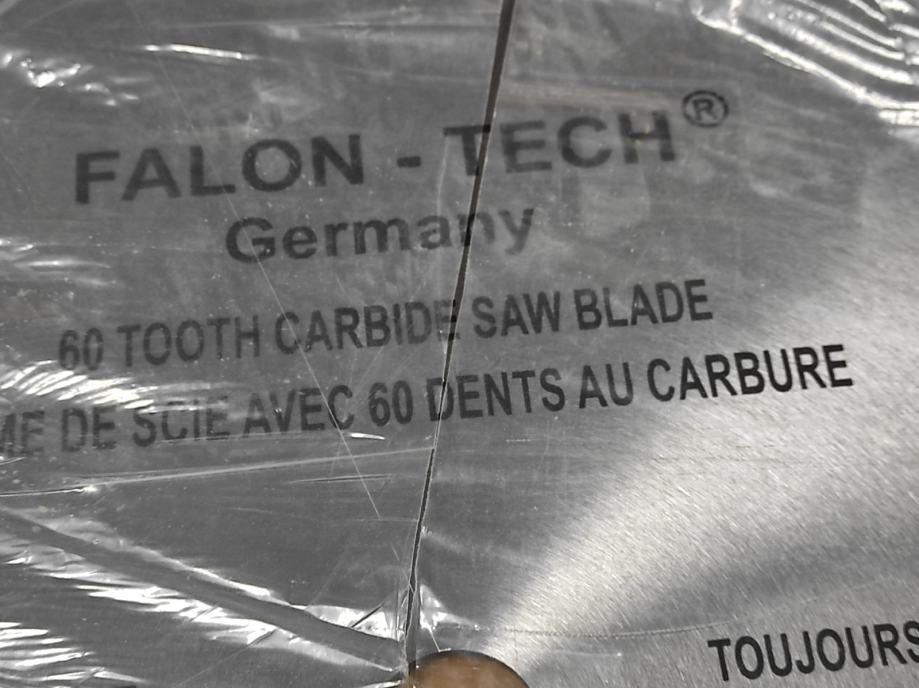 FALON - TECH®
Germany
60 TOOTH CARBIDE SAW BLADE
ME DE SCIE AVEC 60 DENTS AU CARBURE
TOUJOURS